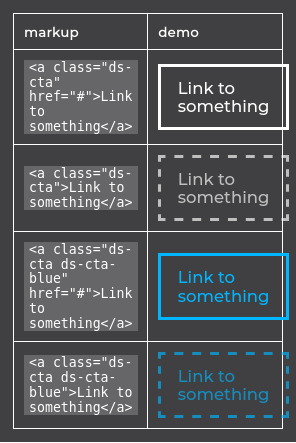 markup
demo
<a class="ds-
cta"
href="#">Link
to
something</a>
Link to
something
<a class="ds-
cta">Link to
something</a>
Link to
something
<a class="ds-
cta ds-cta-
blue"
href="#">Link
to
something</a>
Link to
something
<a class="ds-
cta ds-cta-
blue">Link to
something</a>
Link to
something